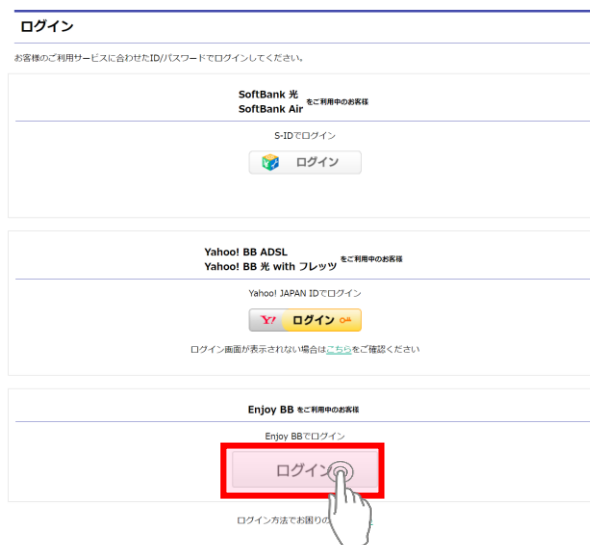 ログイン
お客様のご利用サービスに合わせたID/パスワードでログインしてください。
SoftBank 光
SoftBank Air をご利用中のお客様
S-IDでログイン
ログイン
Yahoo! BB ADSL
Yahoo! BB 光 with フレッツ をご利用中のお客様
Yahoo! JAPAN IDでログイン
Y! ログイン
ログイン画面が表示されない場合はこちらをご確認ください
Enjoy BB をご利用中のお客様
Enjoy BBでログイン
ログイン
ログイン方法でお困りの